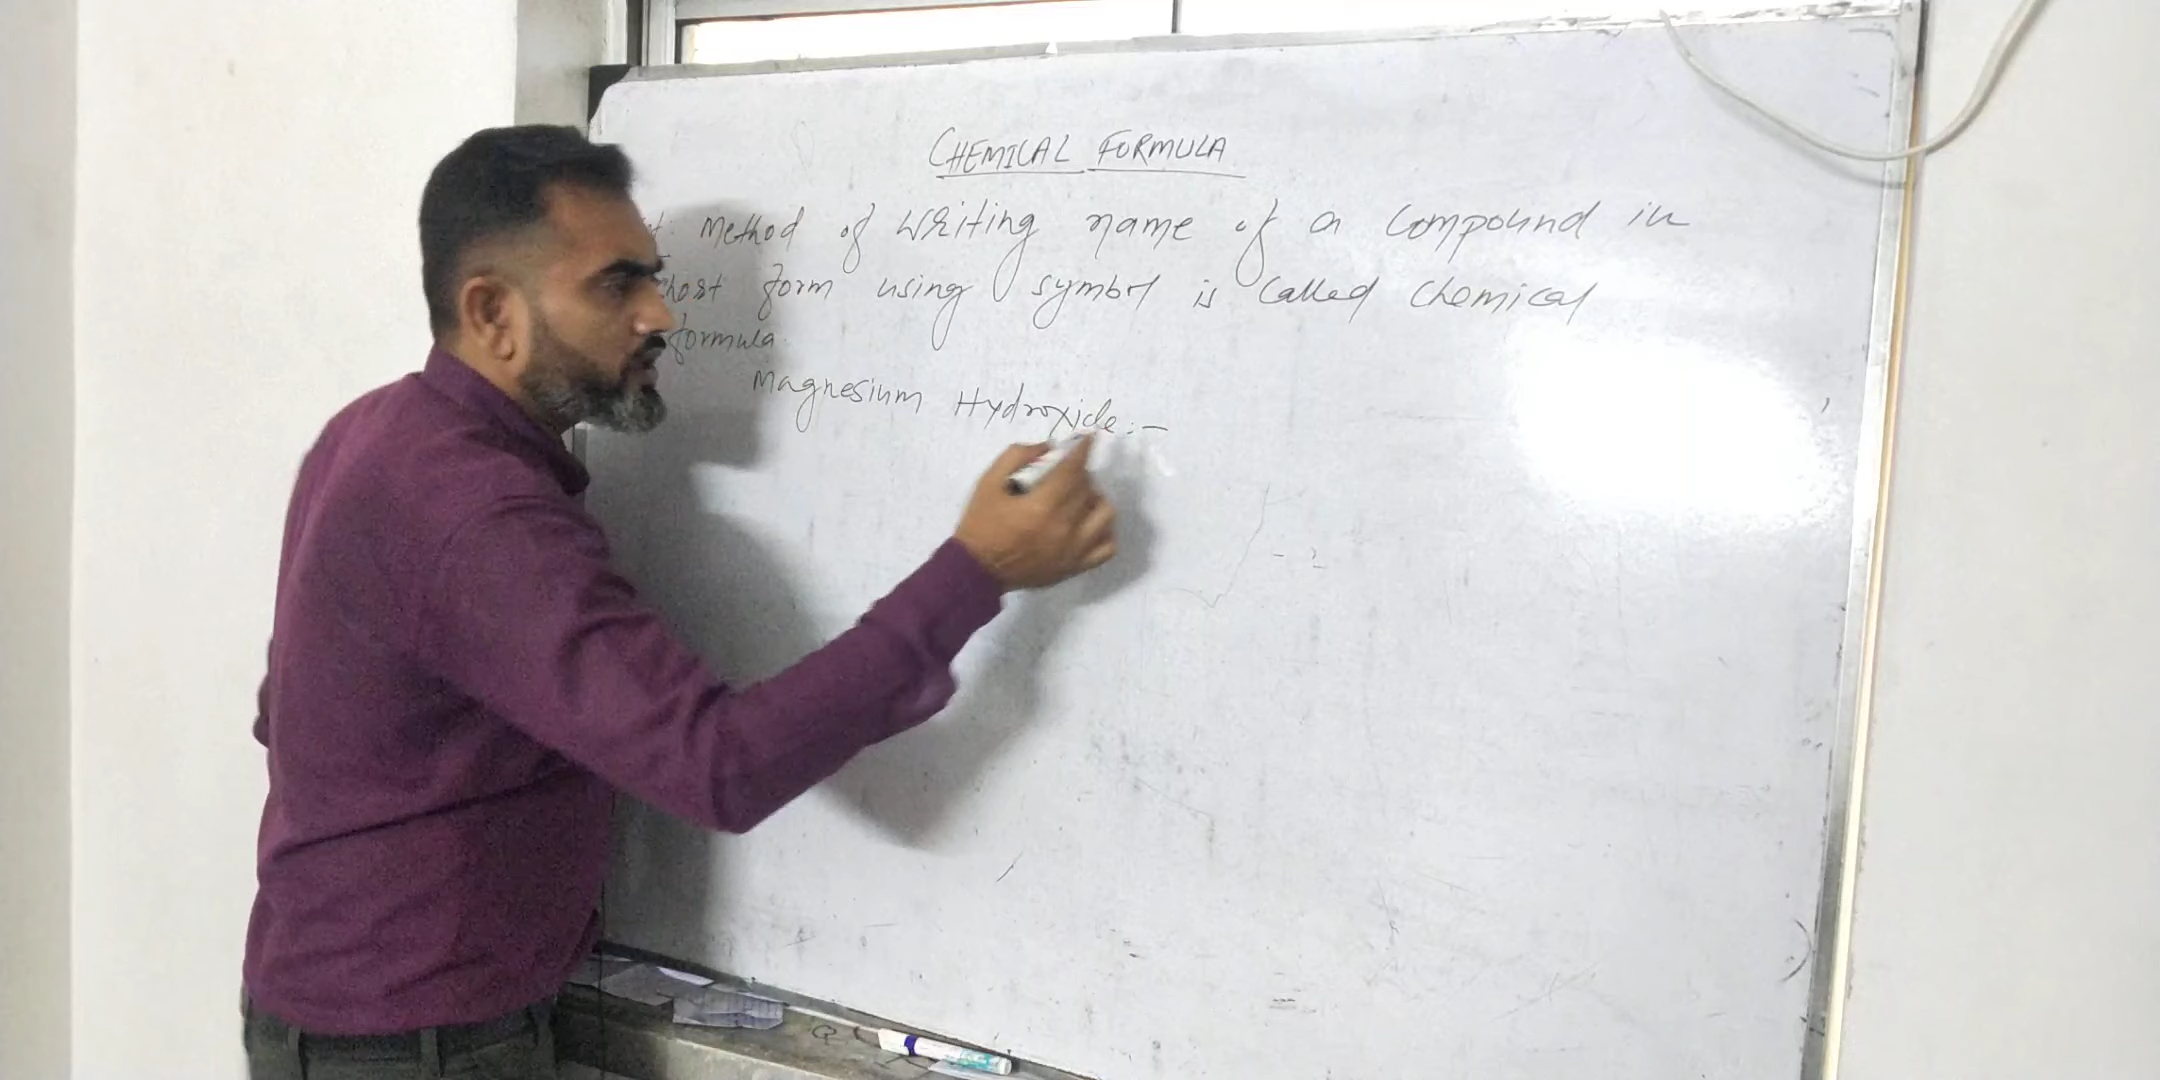 CHEMICAL FORMULA
Method of writing name of a compound in
short form using symbol is called chemical
formula.
Magnesium Hydroxide:-